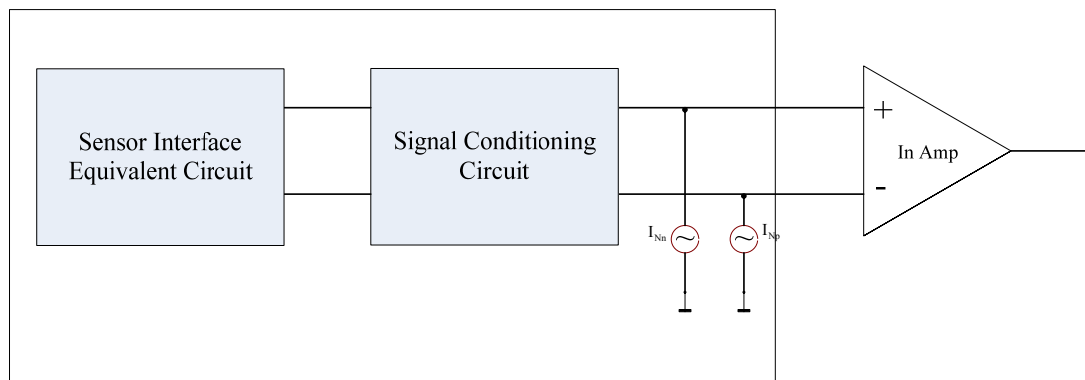 Sensor Interface
Equivalent Circuit
Signal Conditioning
Circuit
+
In Amp
-
I_Nn
I_Np